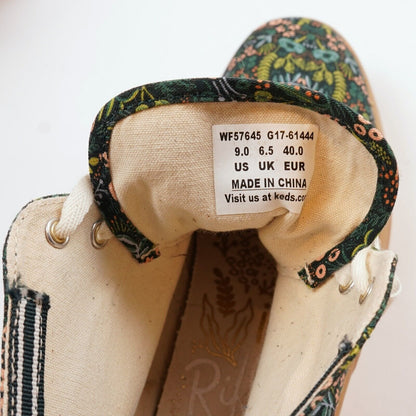 WF57645 G17-61444
9.0 6.5 40.0
US UK EUR
MADE IN CHINA
Visit us at keds.co